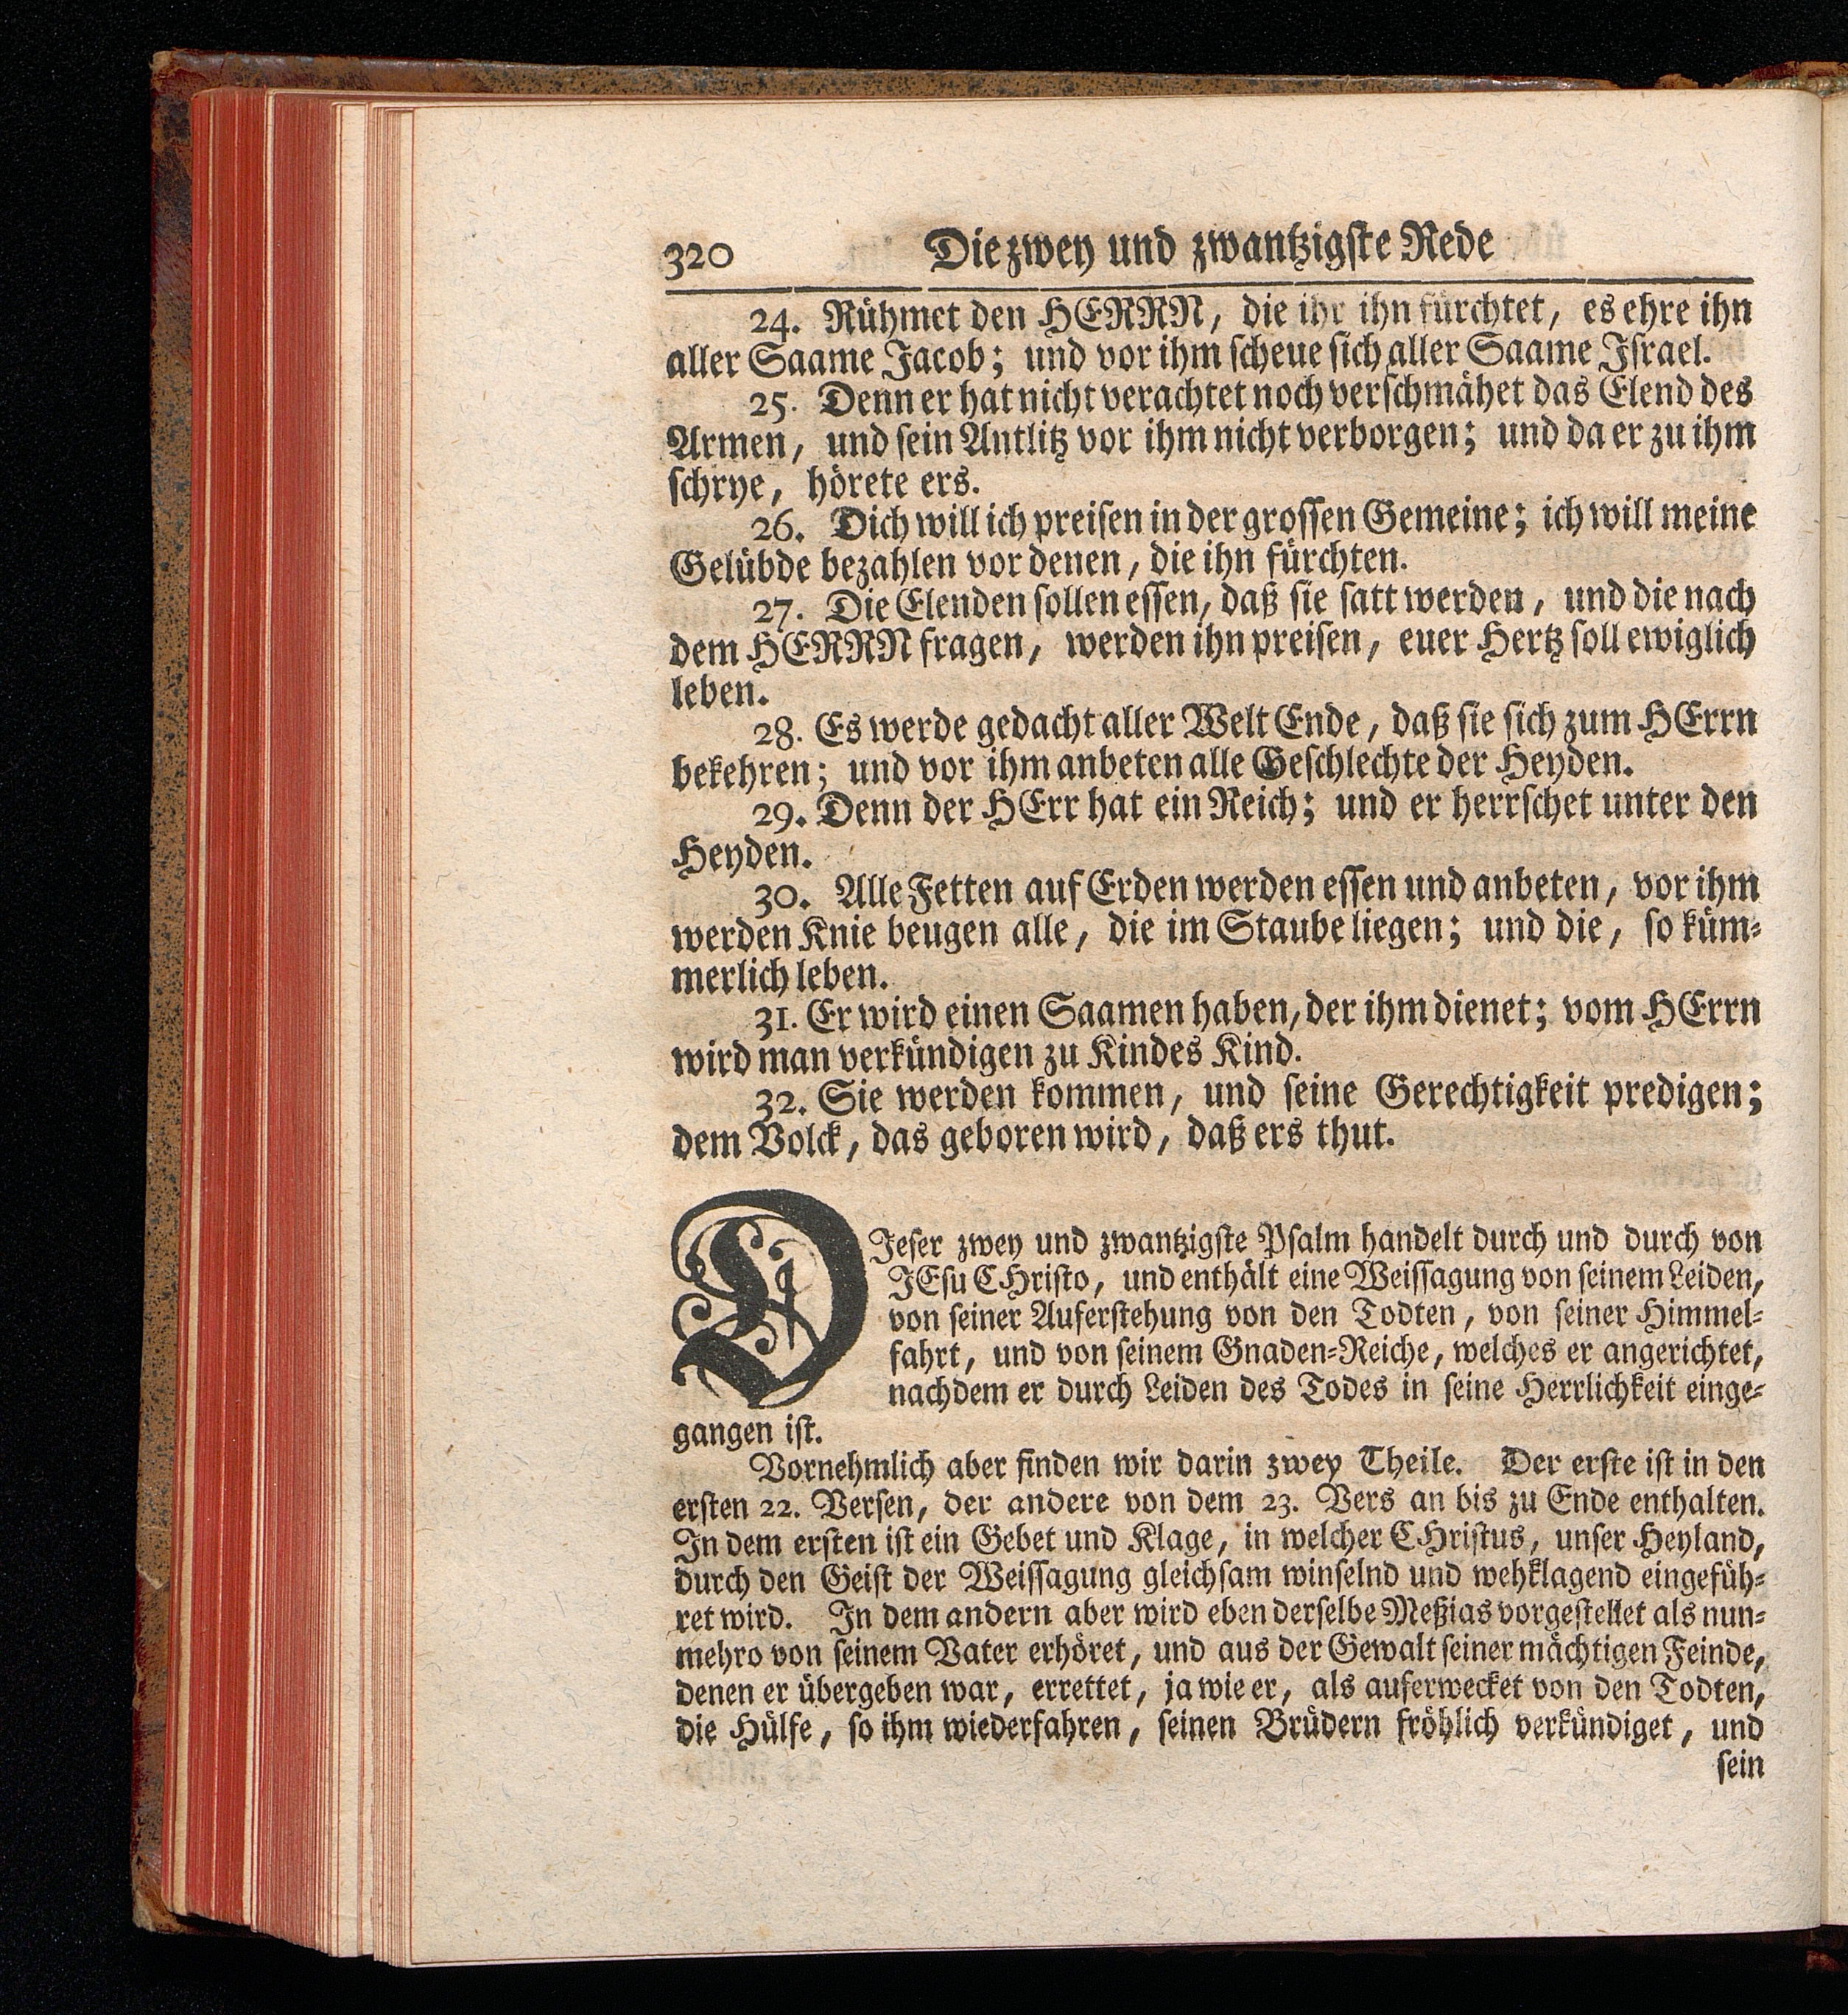 320 Die zwey und zwantzigste Rede
24. Rühmet den HERRN, die ihr ihn fürchtet, es ehre ihn
aller Saame Jacob; und vor ihm scheue sich aller Saame Israel.
25. Denn er hat nicht verachtet noch verschmähet das Elend des
Armen, und sein Antlitz vor ihm nicht verborgen; und da er zu ihm
schrye, hörete ers.
26. Dich will ich preisen in der grossen Gemeine; ich will meine
Gelübde bezahlen vor denen, die ihn fürchten.
27. Die Elenden sollen essen, daß sie satt werden, und die nach
dem HERRN fragen, werden ihn preisen, euer Hertz soll ewiglich
leben.
28. Es werde gedacht aller Welt Ende, daß sie sich zum HErrn
bekehren; und vor ihm anbeten alle Geschlechte der Heyden.
29. Denn der HErr hat ein Reich; und er herrschet unter den
Heyden.
30. Alle Fetten auf Erden werden essen und anbeten, vor ihm
werden Knie beugen alle, die im Staube liegen; und die, so küm-
merlich leben.
31. Er wird einen Saamen haben, der ihm dienet; vom HErrn
wird man verkündigen zu Kindes Kind.
32. Sie werden kommen, und seine Gerechtigkeit predigen;
dem Volck, das geboren wird, daß ers thut.
DIeser zwey und zwantzigste Psalm handelt durch und durch von
JEsu CHristo, und enthält eine Weissagung von seinem Leiden,
von seiner Auferstehung von den Todten, von seiner Himmel-
fahrt, und von seinem Gnaden-Reiche, welches er angerichtet,
nachdem er durch Leiden des Todes in seine Herrlichkeit einge-
gangen ist.
Vornehmlich aber finden wir darin zwey Theile. Der erste ist in den
ersten 22. Versen, der andere von dem 23. Vers an bis zu Ende enthalten.
In dem ersten ist ein Gebet und Klage, in welcher CHristus, unser Heyland,
durch den Geist der Weissagung gleichsam winselnd und wehklagend eingefüh-
ret wird. In dem andern aber wird eben derselbe Meßias vorgestellet als nun-
mehro von seinem Vater erhöret, und aus der Gewalt seiner mächtigen Feinde,
denen er übergeben war, errettet, ja wie er, als auferwecket von den Todten,
die Hülfe, so ihm wiederfahren, seinen Brüdern fröhlich verkündiget, und
sein